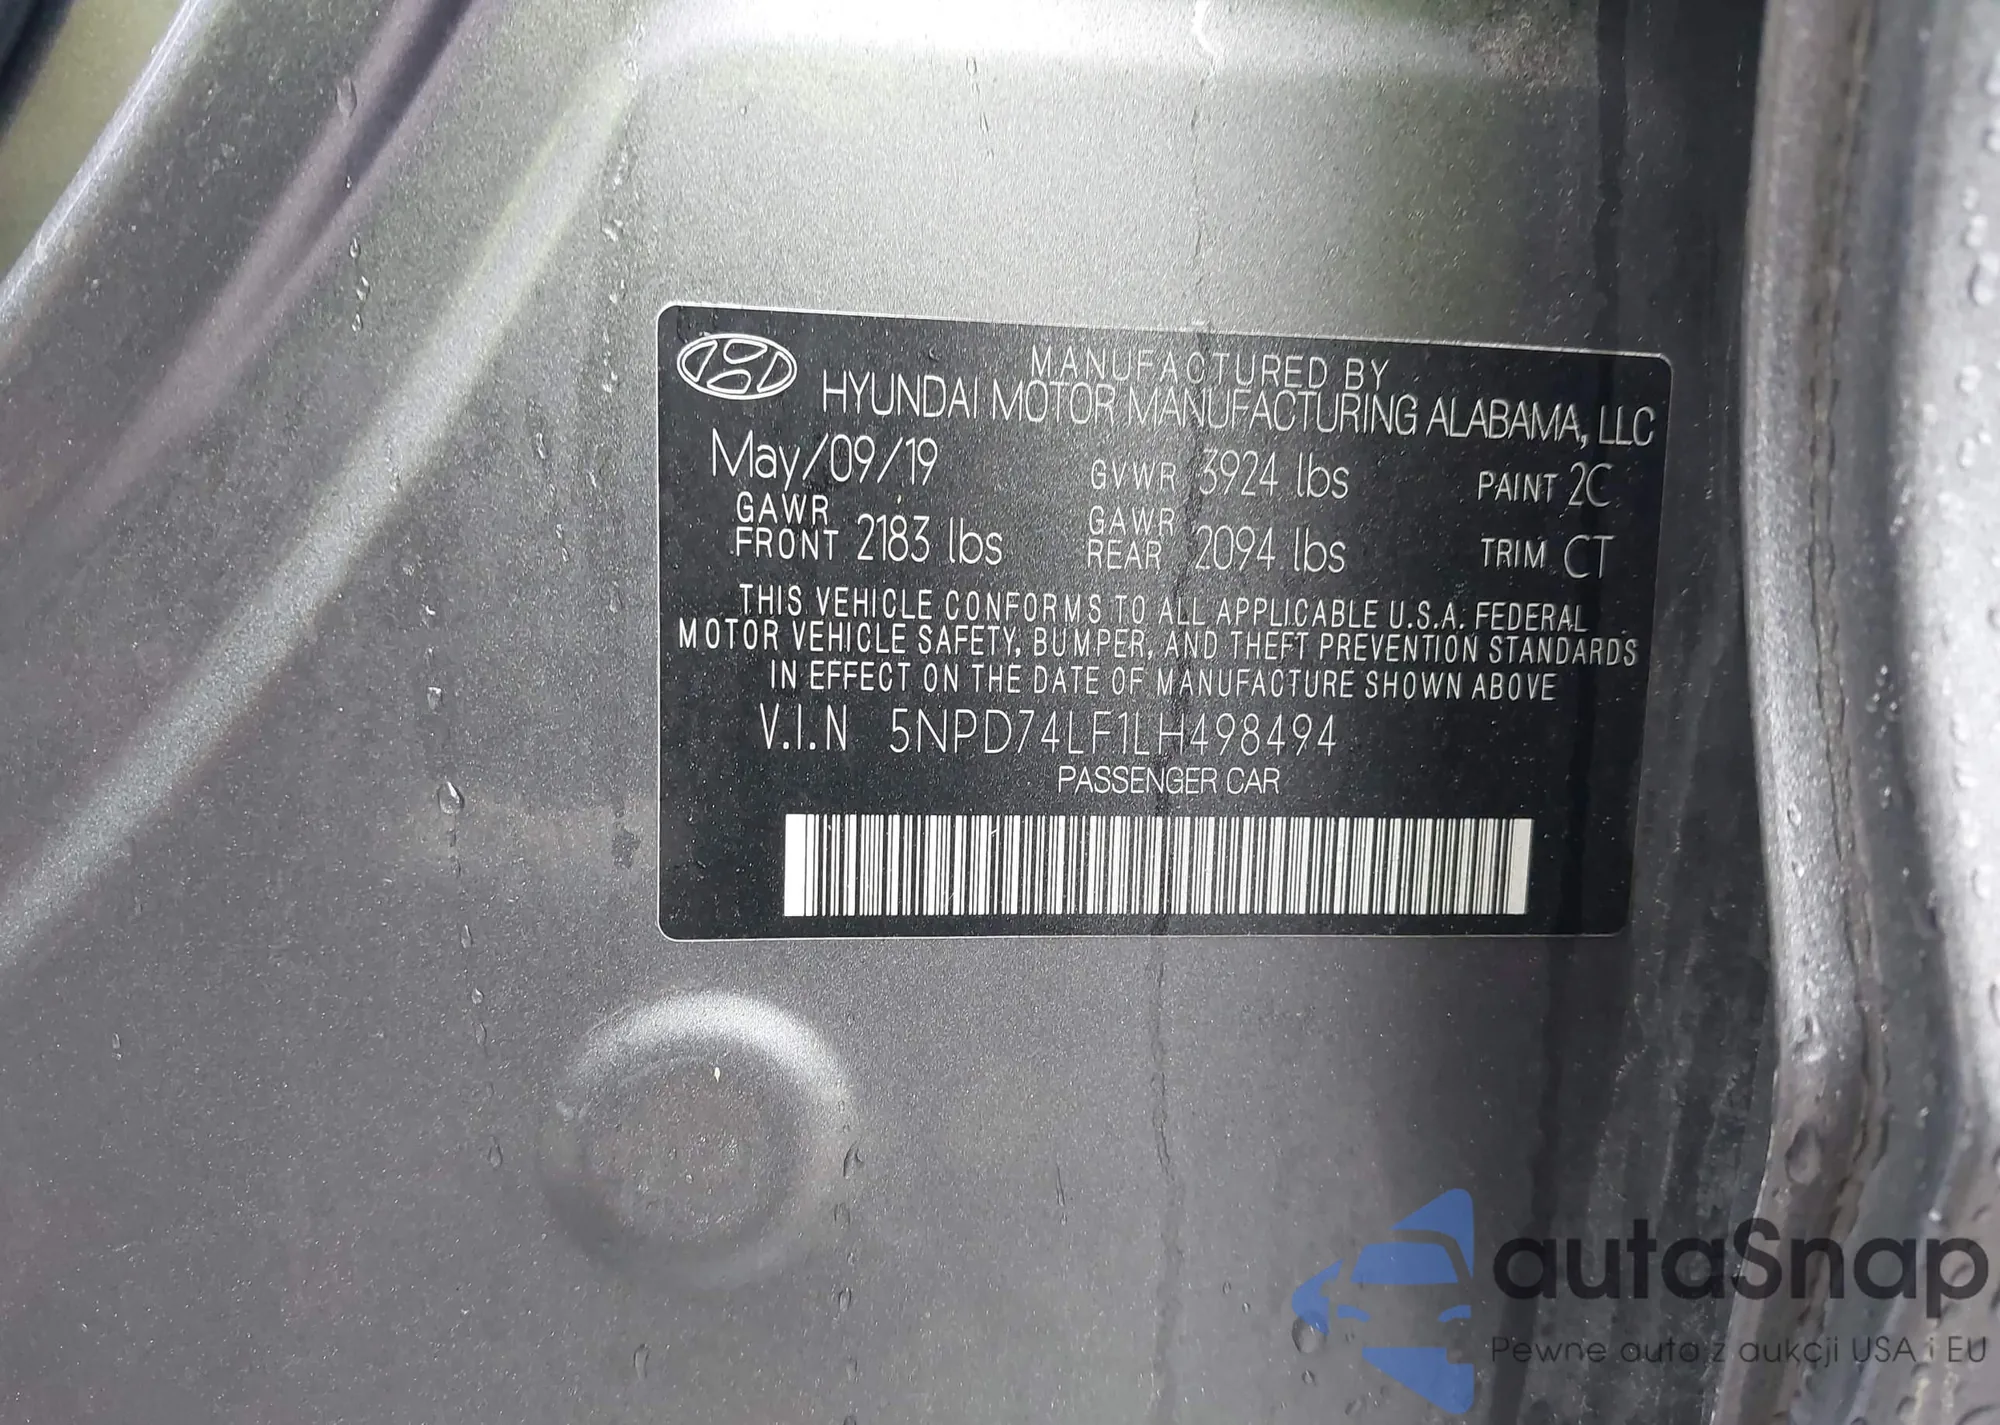 MANUFACTURED BY
HYUNDAI MOTOR MANUFACTURING ALABAMA, LLC
May/09/19 GVWR 3924 lbs PAINT 2C
GAWR FRONT 2183 lbs GAWR REAR 2094 lbs TRIM CT
THIS VEHICLE CONFORMS TO ALL APPLICABLE U.S.A. FEDERAL
MOTOR VEHICLE SAFETY, BUMPER, AND THEFT PREVENTION STANDARDS
IN EFFECT ON THE DATE OF MANUFACTURE SHOWN ABOVE
V.I.N 5NPD74LF1LH498494
PASSENGER CAR
autaSnap
Pewne auta z aukcji USA i EU